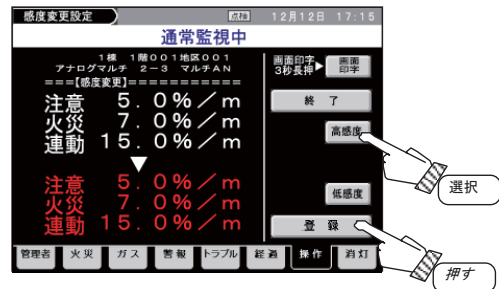 感度変更設定 点検 12月12日 17:15
通常監視中
1棟 1階001地区001
アナログマルチ 2-3 マルチAN
===【感度変更】============
注意 5.0%/m
火災 7.0%/m
連動 15.0%/m
▼
注意 5.0%/m
火災 7.0%/m
連動 15.0%/m
画面印字
3秒長押▶
画面
印字
終 了
高感度
選択
低感度
登 録
押す
管理者 火災 ガス 警報 トラブル 経過 操作 消灯